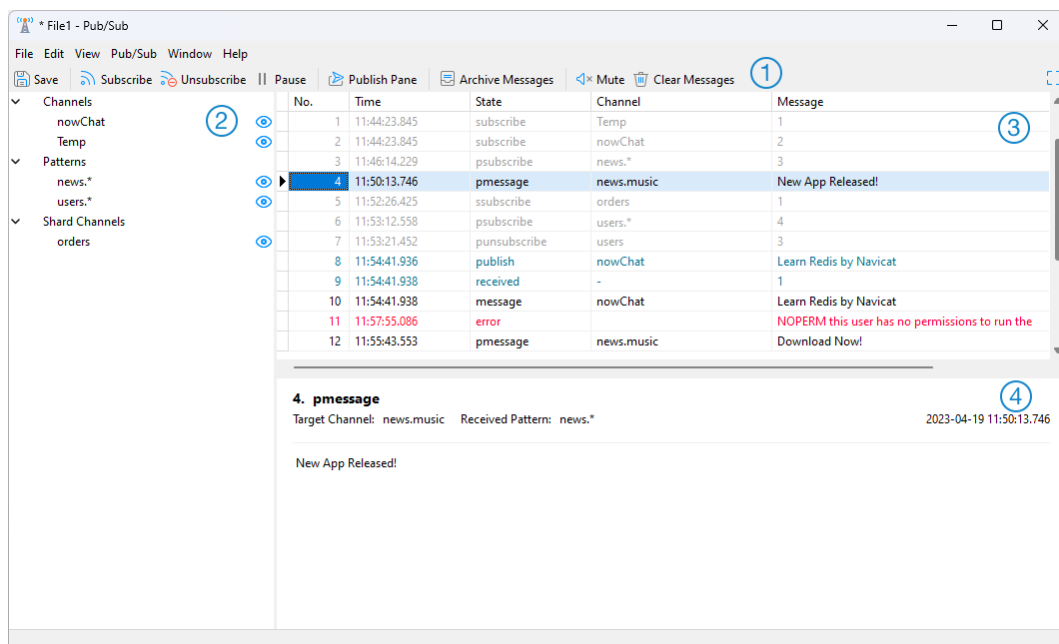 * File1 - Pub/Sub
File Edit View Pub/Sub Window Help
Save Subscribe Unsubscribe Pause Publish Pane Archive Messages Mute Clear Messages 1
Channels
nowChat 2
Temp
Patterns
news.*
users.*
Shard Channels
orders
No. Time State Channel Message
1 11:44:23.845 subscribe Temp 1 3
2 11:44:23.845 subscribe nowChat 2
3 11:46:14.229 psubscribe news.* 3
4 11:50:13.746 pmessage news.music New App Released!
5 11:52:26.425 ssubscribe orders 1
6 11:53:12.558 psubscribe users.* 4
7 11:53:21.452 punsubscribe users 3
8 11:54:41.936 publish nowChat Learn Redis by Navicat
9 11:54:41.938 received - 1
10 11:54:41.938 message nowChat Learn Redis by Navicat
11 11:57:55.086 error NOPERM this user has no permissions to run the
12 11:55:43.553 pmessage news.music Download Now!
4. pmessage 4
Target Channel: news.music Received Pattern: news.* 2023-04-19 11:50:13.746
New App Released!